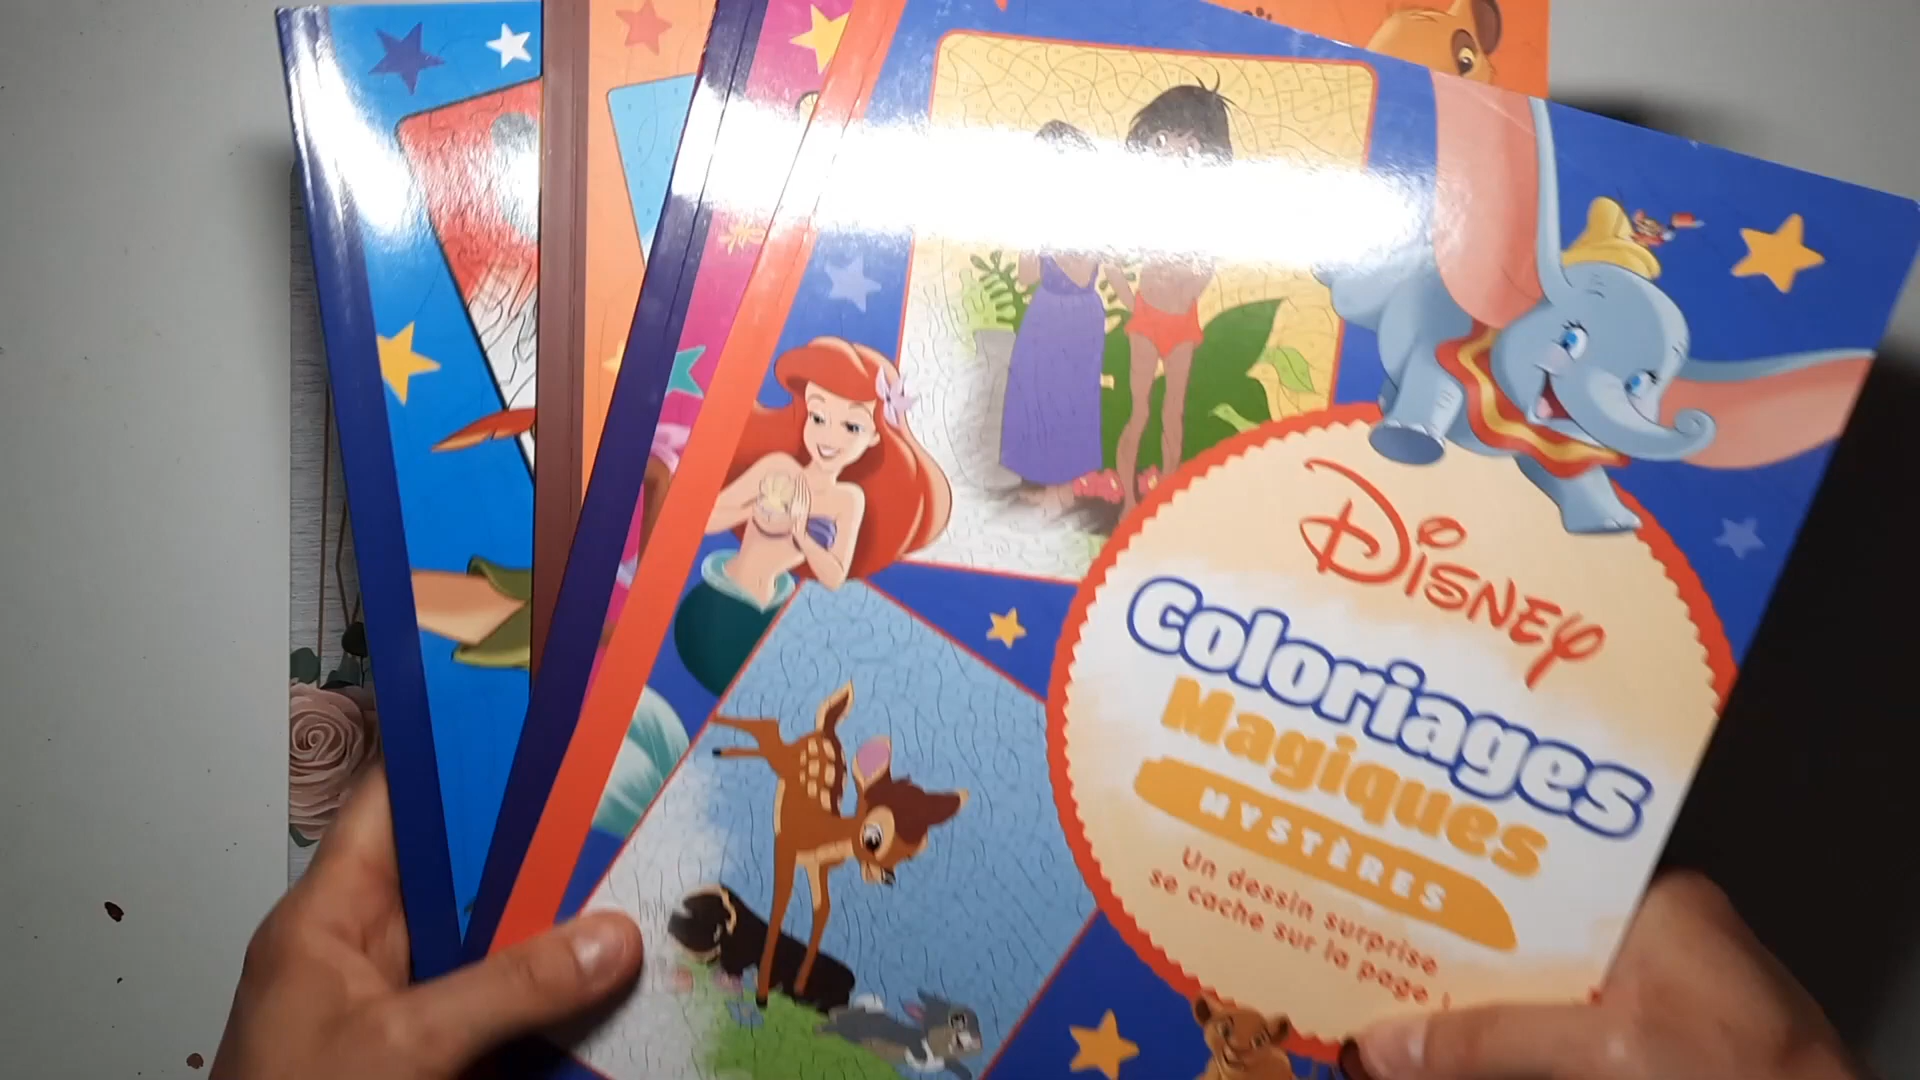 Disney
Coloriages
Magiques
MYSTÈRES
Un dessin surprise
se cache sur la page !